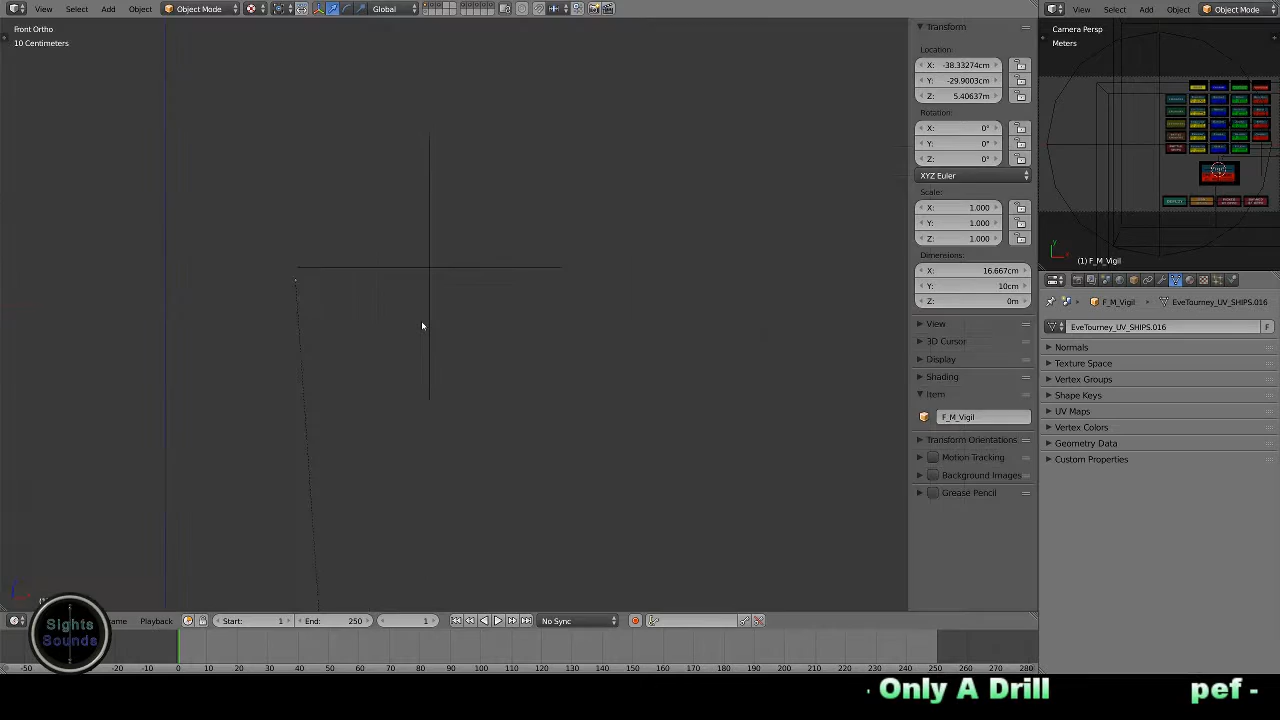 View Select Add Object Object Mode Global
View Select Add Object Object Mode
Front Ortho
10 Centimeters
Transform
Location:
X: -38.33274cm
Y: -29.9003cm
Z: 5.40637cm
Rotation:
X: 0°
Y: 0°
Z: 0°
XYZ Euler
Scale:
X: 1.000
Y: 1.000
Z: 1.000
Dimensions:
X: 16.667cm
Y: 10cm
Z: 0m
View
3D Cursor
Display
Shading
Item
F_M_Vigil
Transform Orientations
Motion Tracking
Background Images
Grease Pencil
Camera Persp
Meters
(1) F_M_Vigil
F_M_Vigil EveTourney_UV_SHIPS.016
EveTourney_UV_SHIPS.016 F
Normals
Texture Space
Vertex Groups
Shape Keys
UV Maps
Vertex Colors
Geometry Data
Custom Properties
Playback Start: 1 End: 250 1 No Sync
-50 -20 -10 0 10 20 30 40 50 60 70 80 90 100 110 120 130 140 150 160 170 180 190 200 210 220 230 240 250 260 270 280
Sights
Sounds
Only A Drill pef -